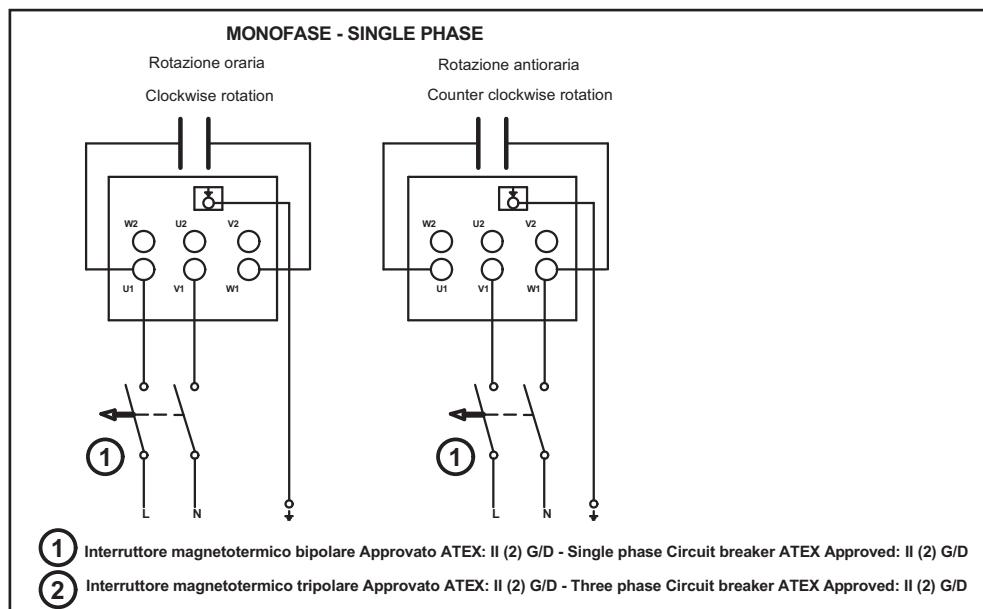 MONOFASE - SINGLE PHASE
Rotazione oraria
Clockwise rotation
W2 U2 V2
U1 V1 W1
1
L N
Rotazione antioraria
Counter clockwise rotation
W2 U2 V2
U1 V1 W1
1
L N
1 Interruttore magnetotermico bipolare Approvato ATEX: II (2) G/D - Single phase Circuit breaker ATEX Approved: II (2) G/D
2 Interruttore magnetotermico tripolare Approvato ATEX: II (2) G/D - Three phase Circuit breaker ATEX Approved: II (2) G/D